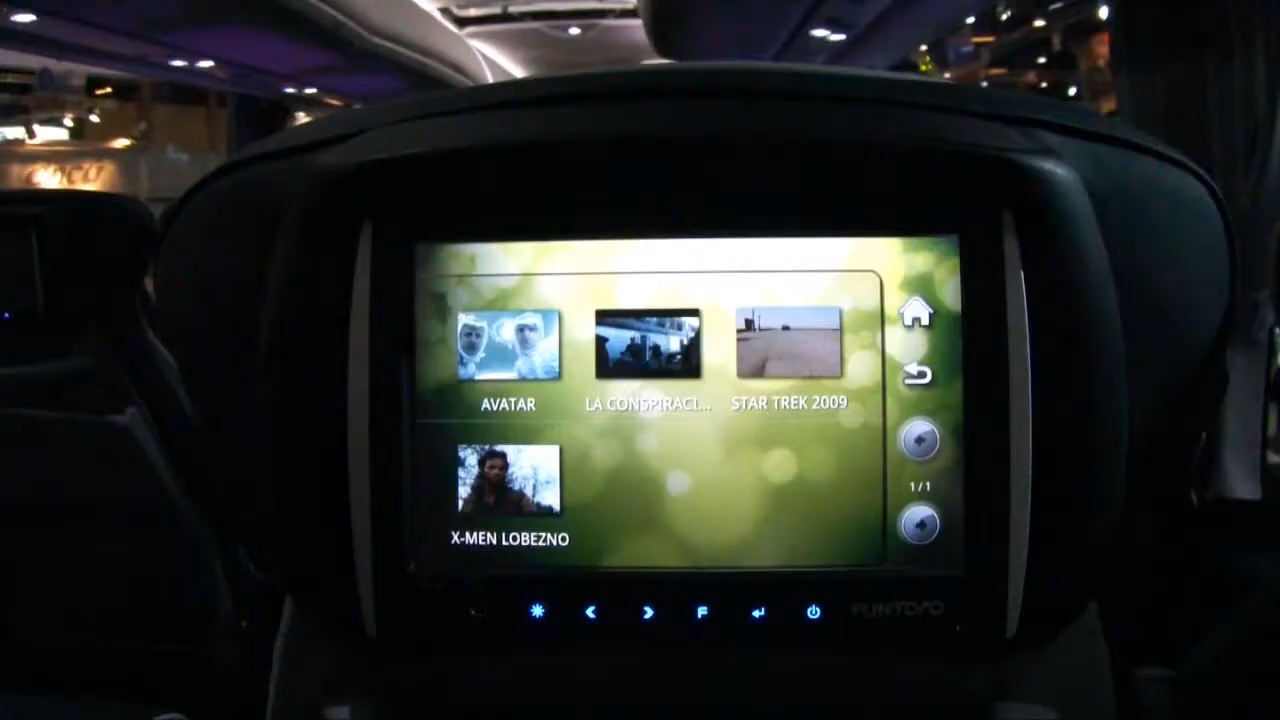 AVATAR
LA CONSPIRACI...
STAR TREK 2009
X-MEN LOBEZNO
1/1
F